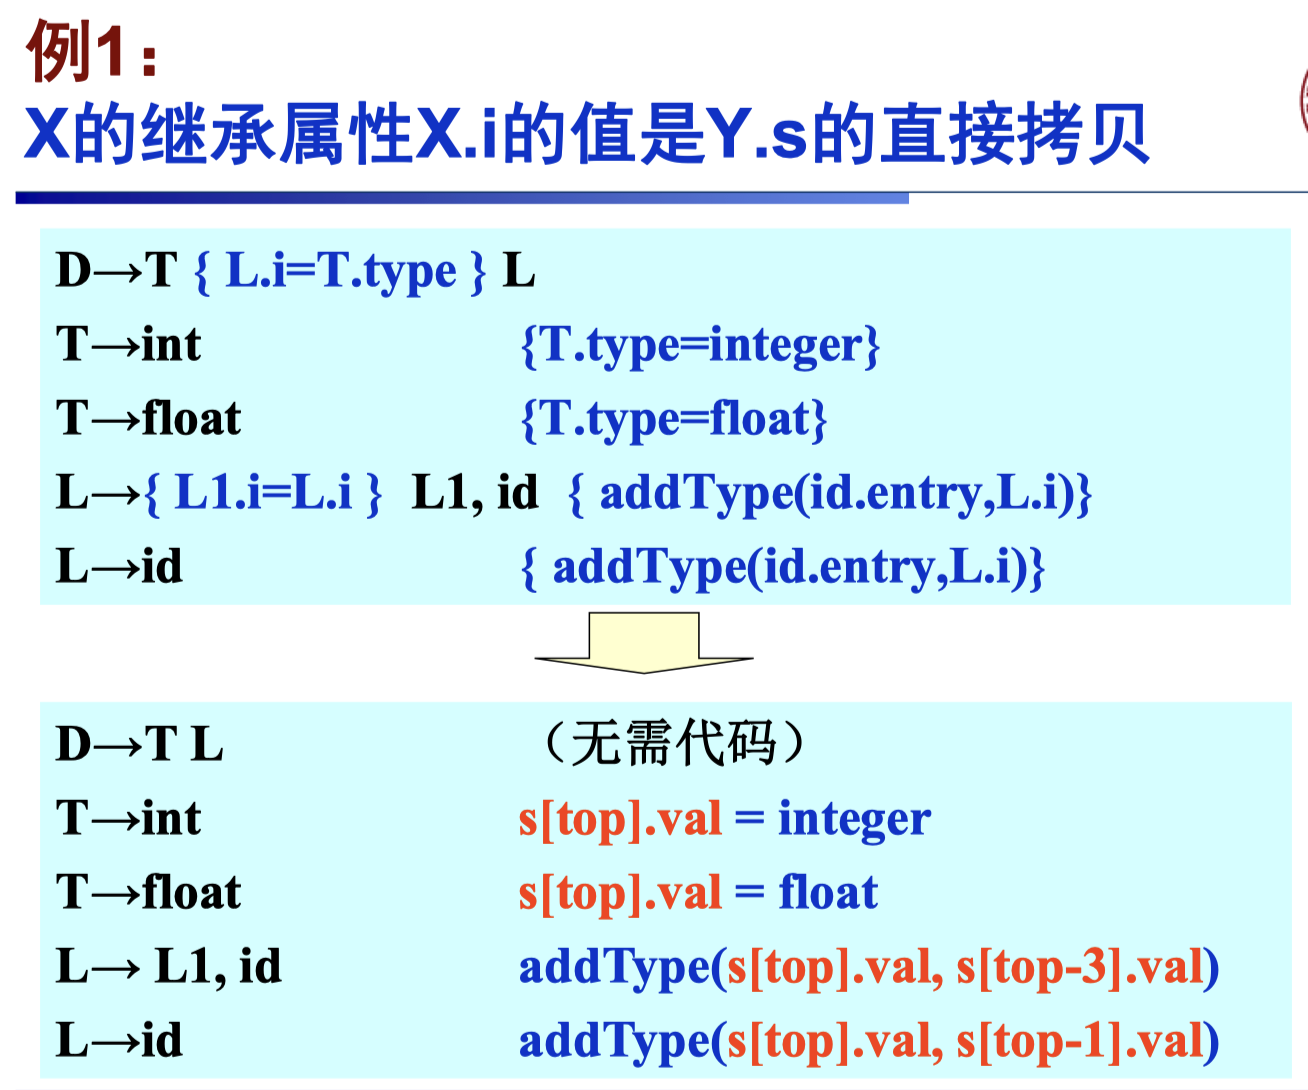 例1：
X的继承属性X.i的值是Y.s的直接拷贝
D→T { L.i=T.type } L
T→int {T.type=integer}
T→float {T.type=float}
L→{ L1.i=L.i } L1, id { addType(id.entry,L.i)}
L→id { addType(id.entry,L.i)}
D→T L （无需代码）
T→int s[top].val = integer
T→float s[top].val = float
L→ L1, id addType(s[top].val, s[top-3].val)
L→id addType(s[top].val, s[top-1].val)